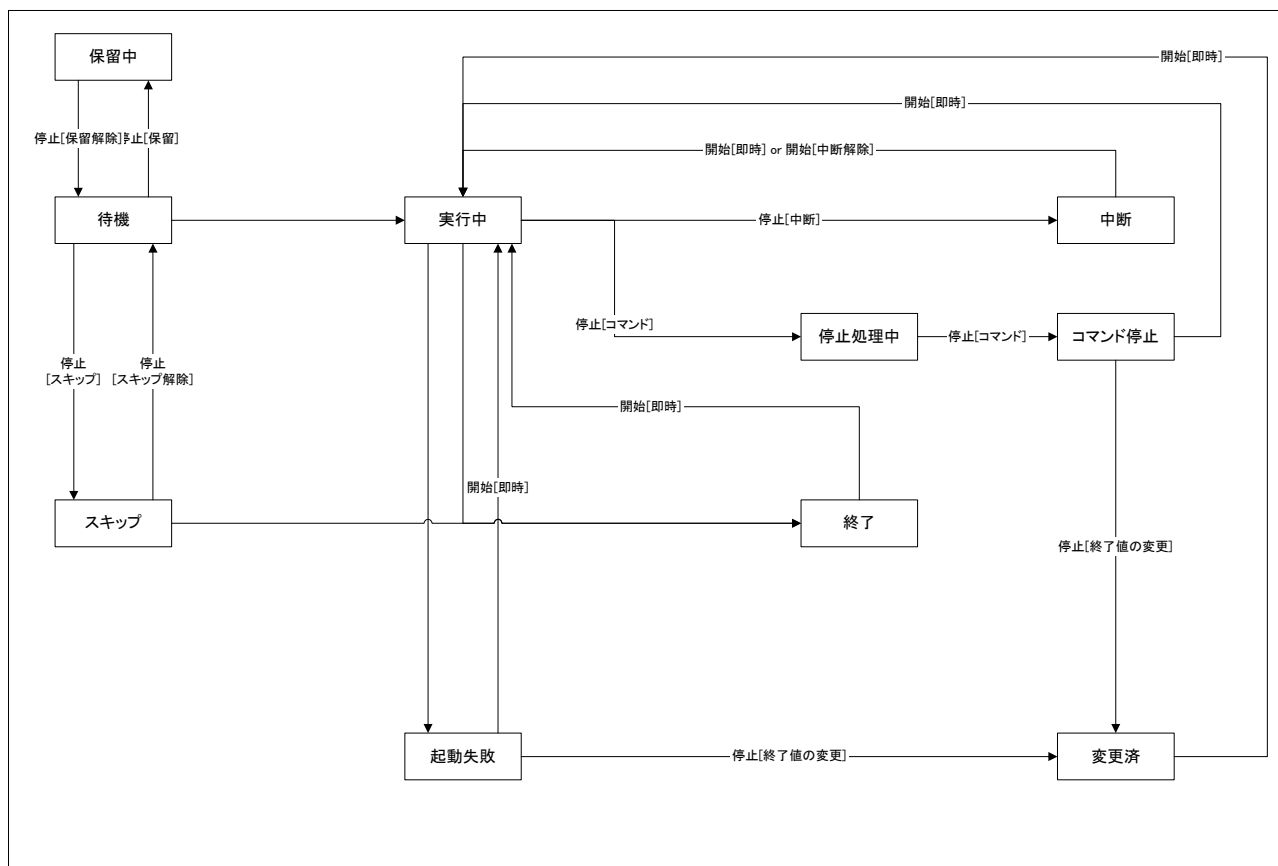 保留中
開始[即時]
開始[即時]
停止[保留解除]
停止[保留]
開始[即時] or 開始[中断解除]
待機
実行中
停止[中断]
中断
停止[コマンド]
停止処理中
停止[コマンド]
コマンド停止
停止
[スキップ]
停止
[スキップ解除]
開始[即時]
開始[即時]
スキップ
終了
停止[終了値の変更]
起動失敗
停止[終了値の変更]
変更済